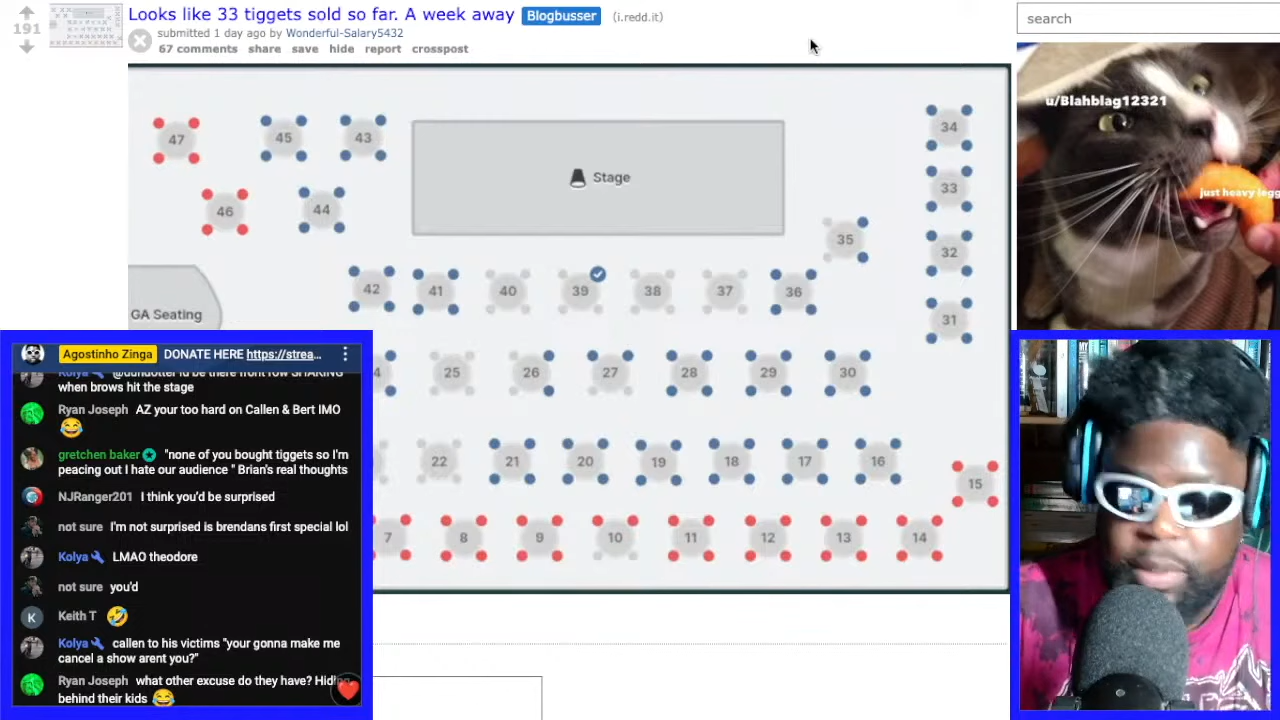 Looks like 33 tiggets sold so far. A week away Blogbusser (i.redd.it)
191
submitted 1 day ago by Wonderful-Salary5432
67 comments share save hide report crosspost
search
u/Blahblag12321
just heavy legg
34
47 45 43
Stage
33
46 44
35
32
42 41 40 39 38 37 36
GA Seating
31
4 25 26 27 28 29 30
22 21 20 19 18 17 16
15
7 8 9 10 11 12 13 14
Agostinho Zinga DONATE HERE https://strea...
when brows hit the stage
Ryan Joseph AZ your too hard on Callen & Bert IMO
😂
gretchen baker "none of you bought tiggets so I'm
peacing out I hate our audience " Brian's real thoughts
NJRanger201 I think you'd be surprised
not sure I'm not surprised is brendans first special lol
Kolya LMAO theodore
not sure you'd
K Keith T 🤣
Kolya callen to his victims "your gonna make me
cancel a show arent you?"
Ryan Joseph what other excuse do they have? Hiding
behind their kids 😂